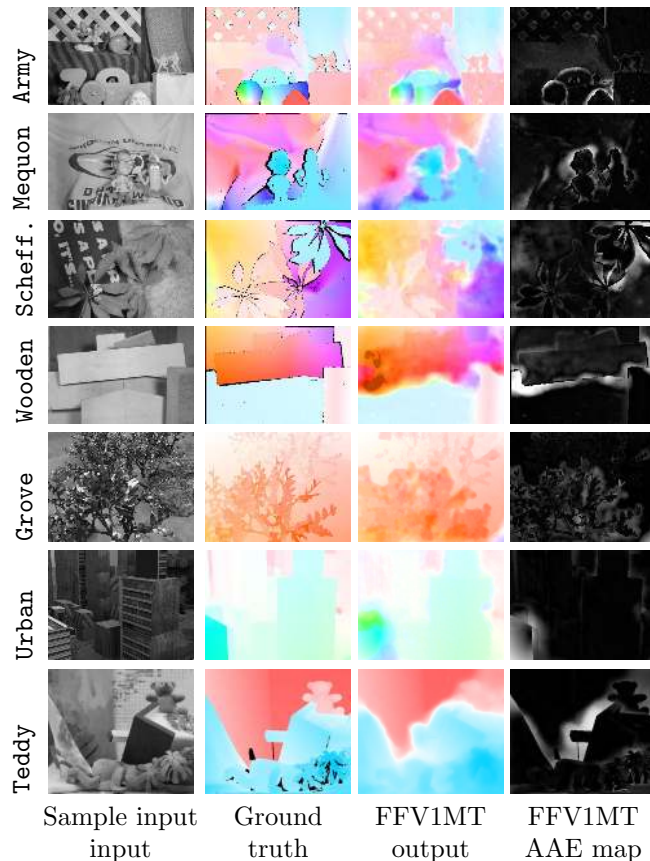 Army
Mequon
Scheff.
Wooden
Grove
Urban
Teddy
Sample input Ground FFV1MT FFV1MT
input truth output AAE map